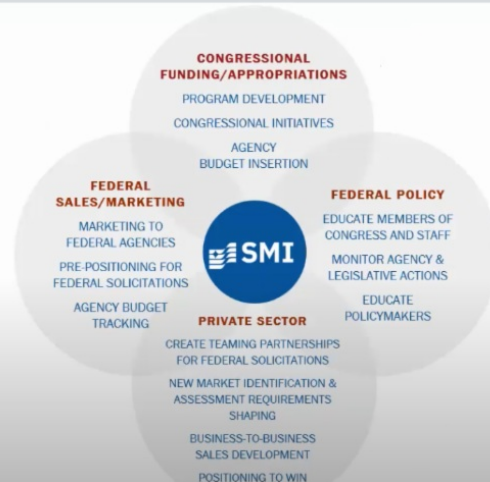 CONGRESSIONAL
FUNDING/APPROPRIATIONS
PROGRAM DEVELOPMENT
CONGRESSIONAL INITIATIVES
AGENCY
BUDGET INSERTION
FEDERAL
SALES/MARKETING
MARKETING TO
FEDERAL AGENCIES
PRE-POSITIONING FOR
FEDERAL SOLICITATIONS
AGENCY BUDGET
TRACKING
SMI
FEDERAL POLICY
EDUCATE MEMBERS OF
CONGRESS AND STAFF
MONITOR AGENCY &
LEGISLATIVE ACTIONS
EDUCATE
POLICYMAKERS
PRIVATE SECTOR
CREATE TEAMING PARTNERSHIPS
FOR FEDERAL SOLICITATIONS
NEW MARKET IDENTIFICATION &
ASSESSMENT REQUIREMENTS
SHAPING
BUSINESS-TO-BUSINESS
SALES DEVELOPMENT
POSITIONING TO WIN